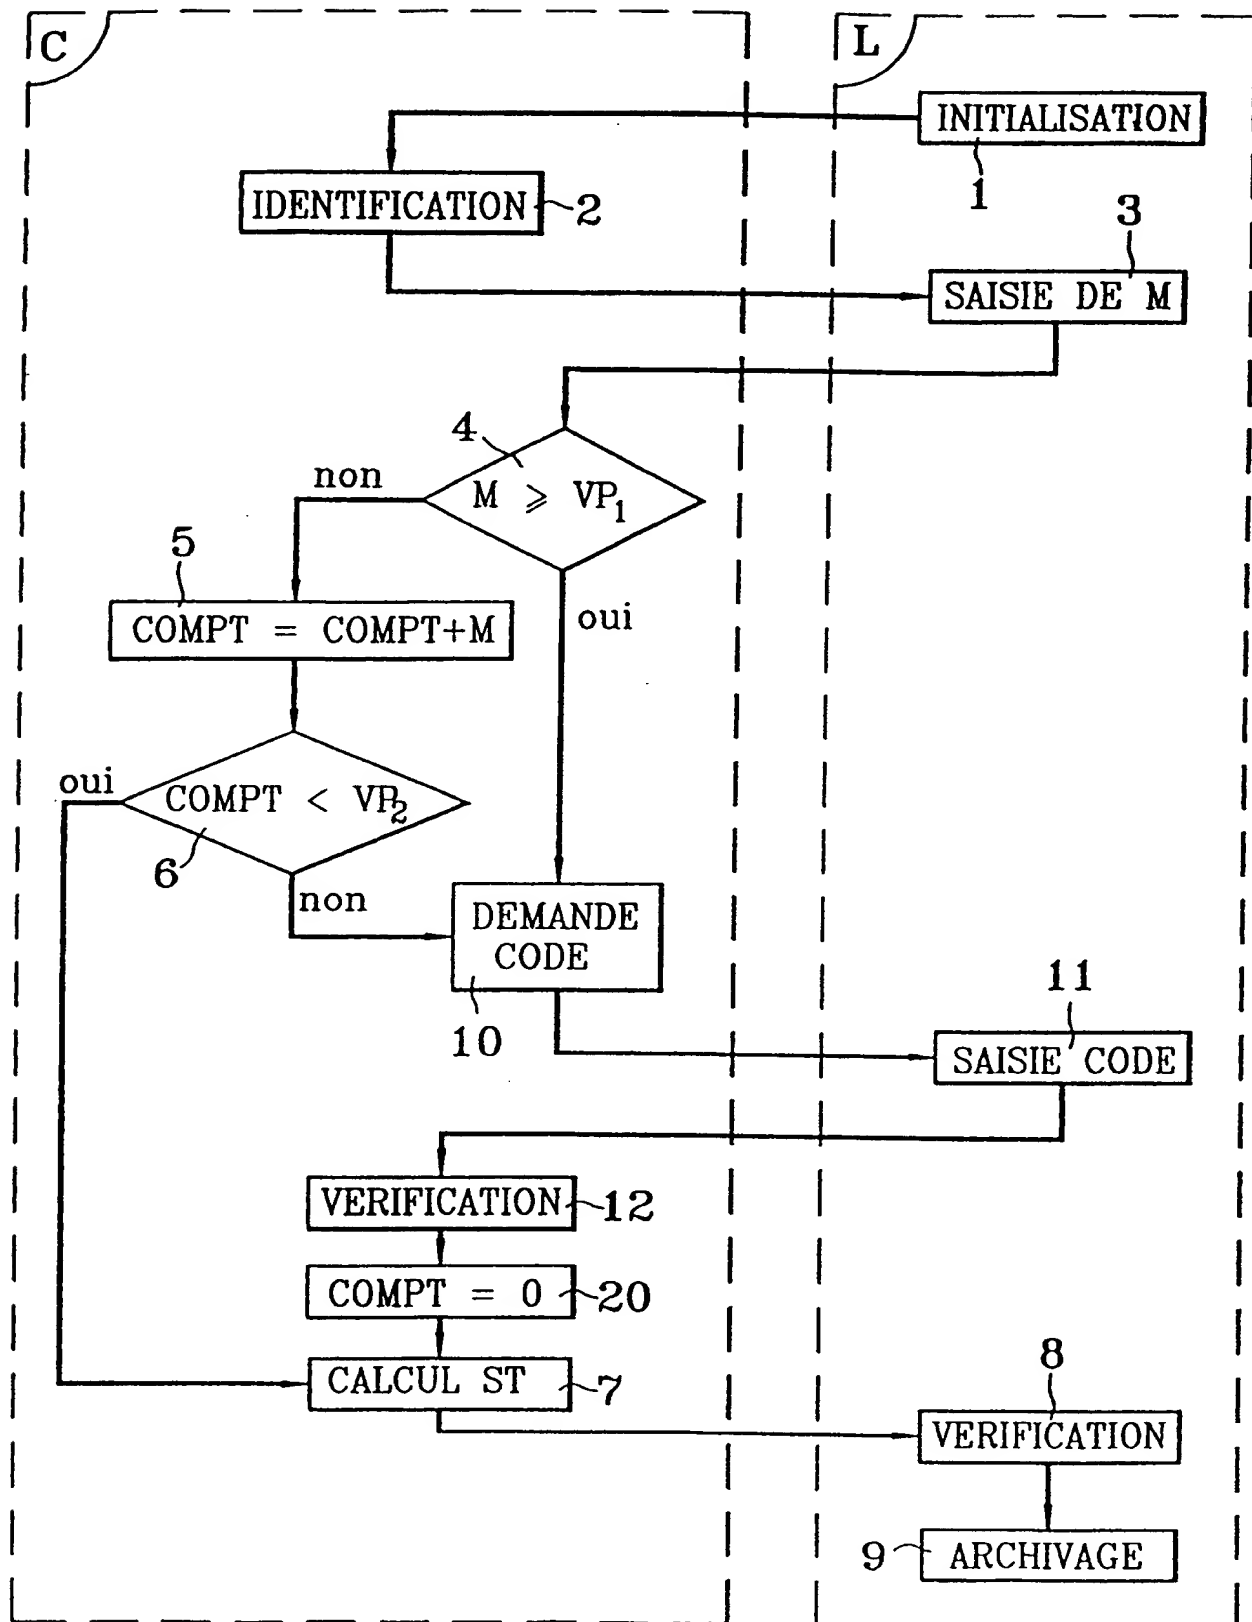 C
L
INITIALISATION
1
IDENTIFICATION
2
3
SAISIE DE M
4
non
M ⩾ VP₁
5
oui
COMPT = COMPT+M
oui
COMPT < VP₂
6
non
DEMANDE
CODE
10
11
SAISIE CODE
VERIFICATION
12
COMPT = 0
20
CALCUL ST
7
8
VERIFICATION
9
ARCHIVAGE